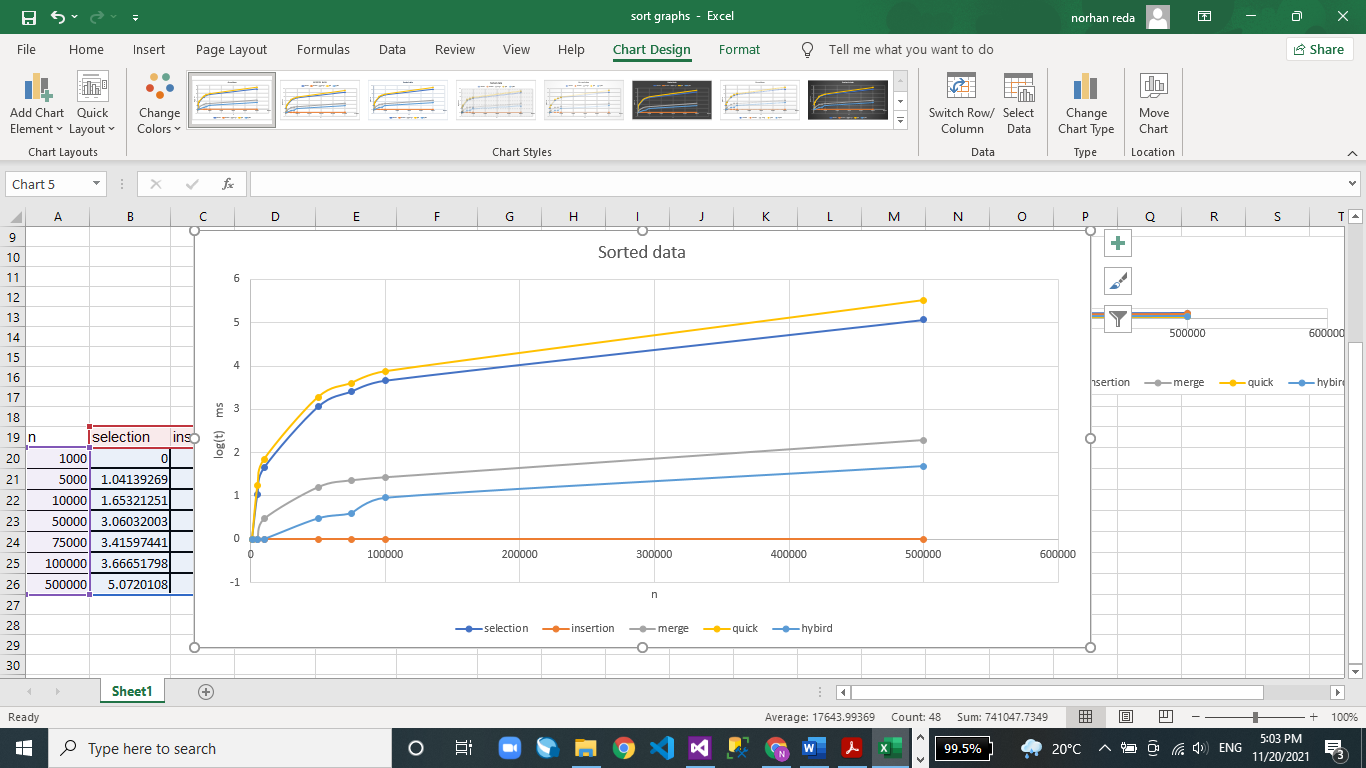 sort graphs - Excel
norhan reda
File Home Insert Page Layout Formulas Data Review View Help Chart Design Format Tell me what you want to do Share
Add Chart Element
Quick Layout
Change Colors
Switch Row/ Column
Select Data
Change Chart Type
Move Chart
Chart Layouts Chart Styles Data Type Location
Chart 5 fx
A B C D E F G H I J K L M N O P Q R S T
9
10
11
12
13
14
15
16
17
18
19 n selection ins
20 1000 0
21 5000 1.04139269
22 10000 1.65321251
23 50000 3.06032003
24 75000 3.41597441
25 100000 3.66651798
26 500000 5.0720108
27
28
29
30
Sorted data
6
5
4
3
2
1
0
-1
log(t) ms
0 100000 200000 300000 400000 500000 600000
n
selection insertion merge quick hybird
500000 600000
nsertion merge quick hybird
Sheet1
Ready Average: 17643.99369 Count: 48 Sum: 741047.7349 100%
Type here to search
99.5% 20°C ENG
5:03 PM
11/20/2021
3